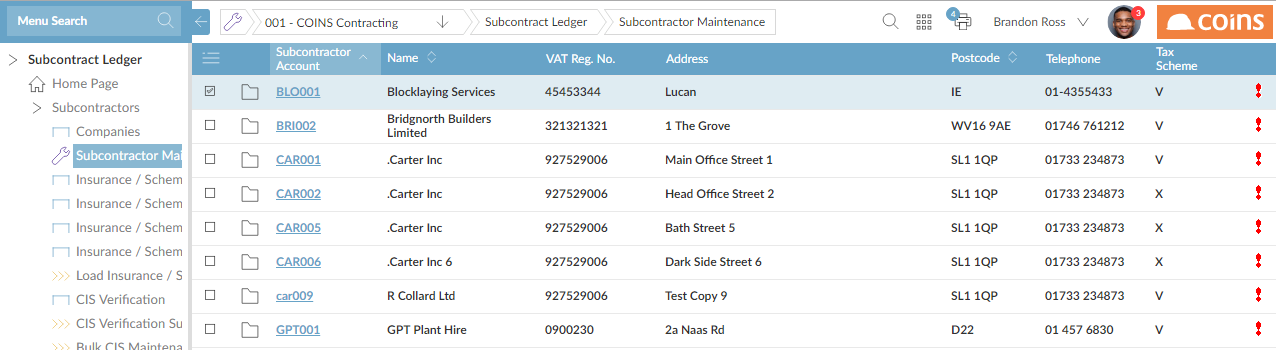 Menu Search
001 - COINS Contracting
Subcontract Ledger
Subcontractor Maintenance
4
Brandon Ross
3
coins
Subcontract Ledger
Home Page
Subcontractors
Companies
Subcontractor Mai
Insurance / Schem
Insurance / Schem
Insurance / Schem
Insurance / Schem
Load Insurance / S
CIS Verification
CIS Verification Su
Bulk CIS Maintena
Subcontractor Account Name VAT Reg. No. Address Postcode Telephone Tax Scheme
BLO001 Blocklaying Services 45453344 Lucan IE 01-4355433 V
BRI002 Bridgnorth Builders Limited 321321321 1 The Grove WV16 9AE 01746 761212 V
CAR001 .Carter Inc 927529006 Main Office Street 1 SL1 1QP 01733 234873 V
CAR002 .Carter Inc 927529006 Head Office Street 2 SL1 1QP 01733 234873 X
CAR005 .Carter Inc 927529006 Bath Street 5 SL1 1QP 01733 234873 X
CAR006 .Carter Inc 6 927529006 Dark Side Street 6 SL1 1QP 01733 234873 X
car009 R Collard Ltd 927529006 Test Copy 9 SL1 1QP 01733 234873 V
GPT001 GPT Plant Hire 0900230 2a Naas Rd D22 01 457 6830 V